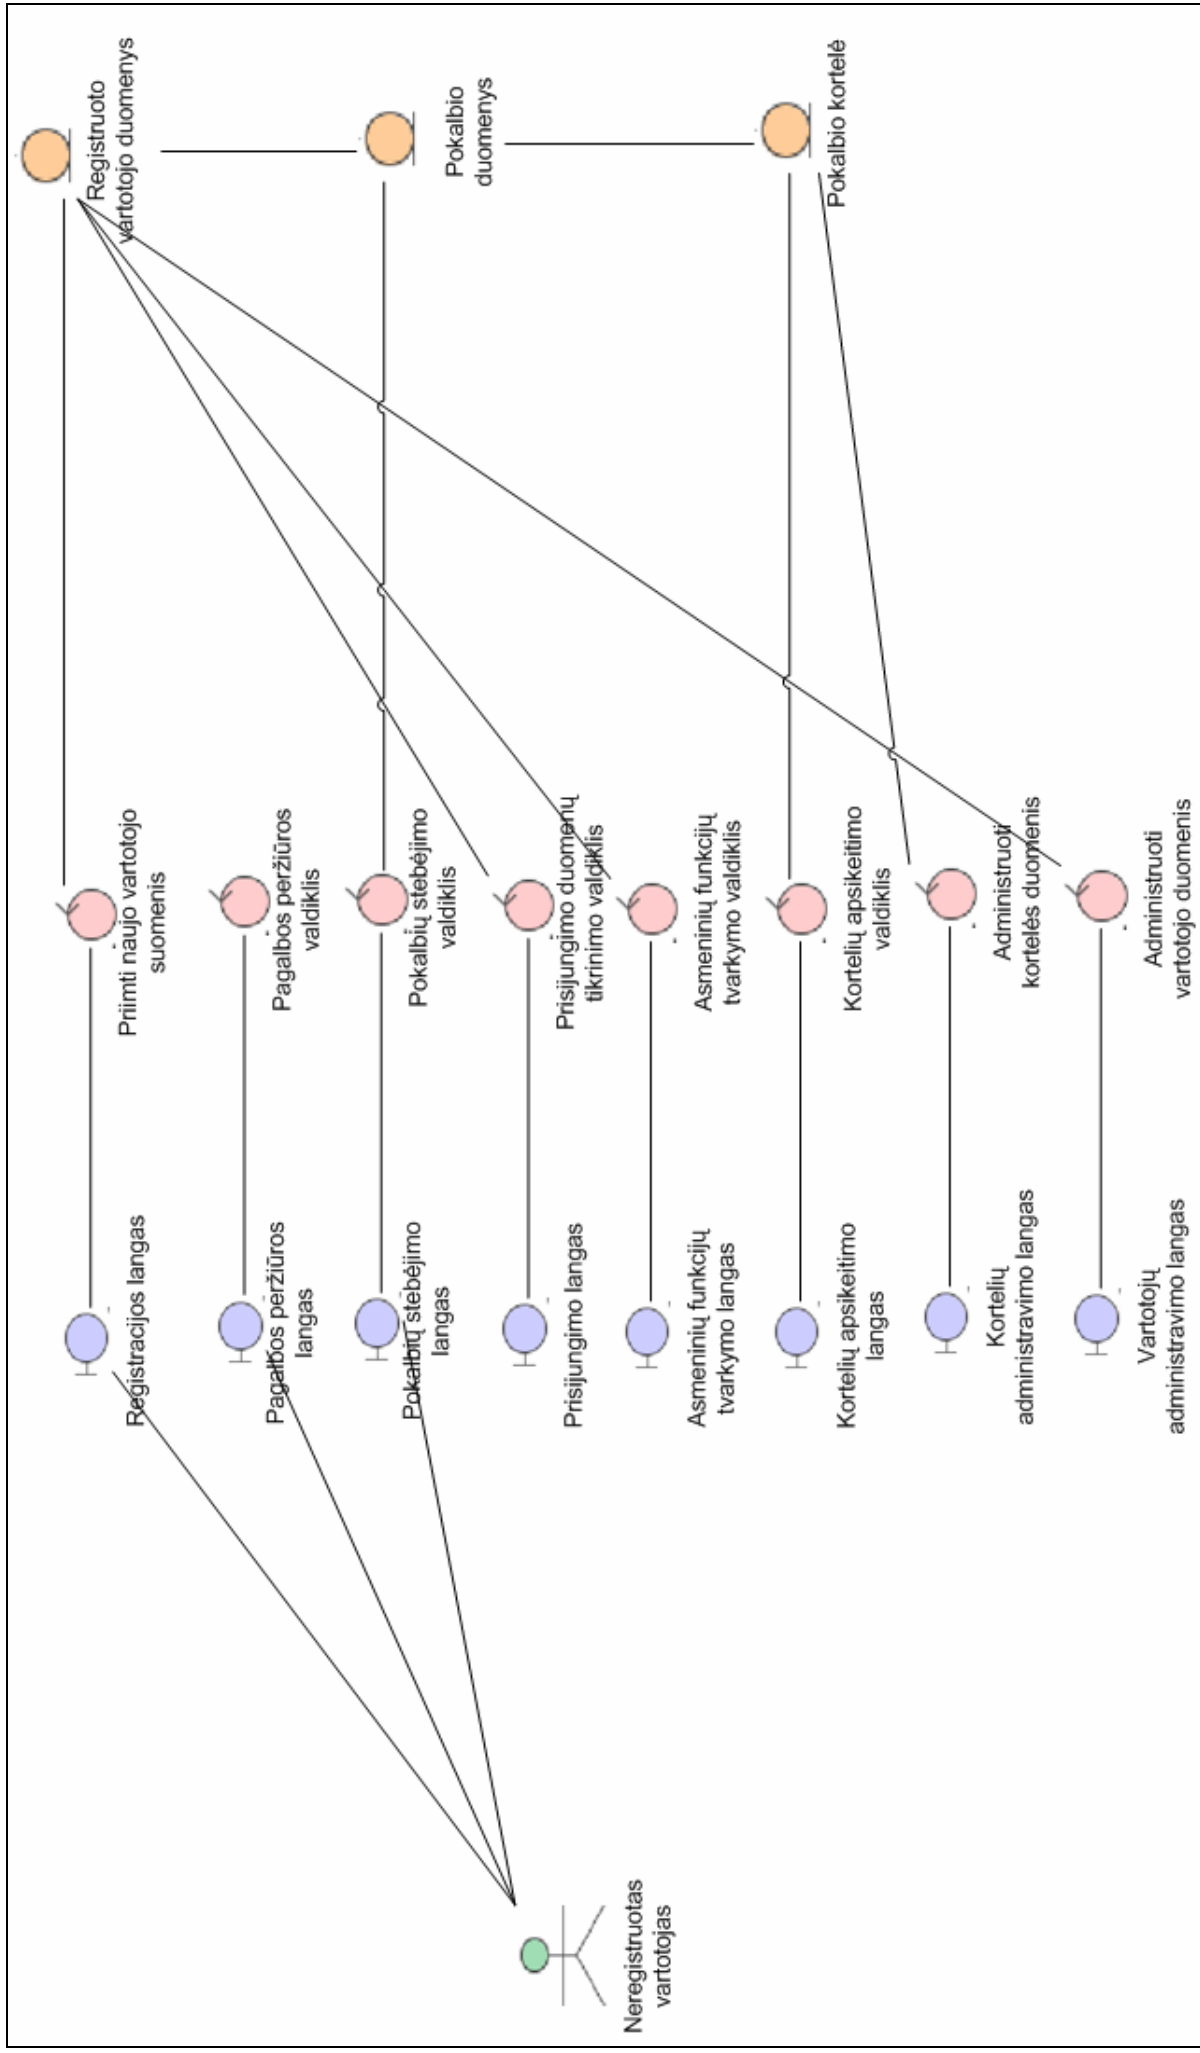 Neregistruotas
vartotojas
Registracijos langas
Pagalbos peržiūros
langas
Pokalbių stebėjimo
langas
Prisijungimo langas
Asmeninių funkcijų
tvarkymo langas
Kortelių apsikeitimo
langas
Kortelių
administravimo langas
Vartotojų
administravimo langas
Priimti naujo vartotojo
suomenis
Pagalbos peržiūros
valdiklis
Pokalbių stebėjimo
valdiklis
Prisijungimo duomenų
tikrinimo valdiklis
Asmeninių funkcijų
tvarkymo valdiklis
Kortelių apsikeitimo
valdiklis
Administruoti
kortelės duomenis
Administruoti
vartotojo duomenis
Registruoto
vartotojo duomenys
Pokalbio
duomenys
Pokalbio kortelė